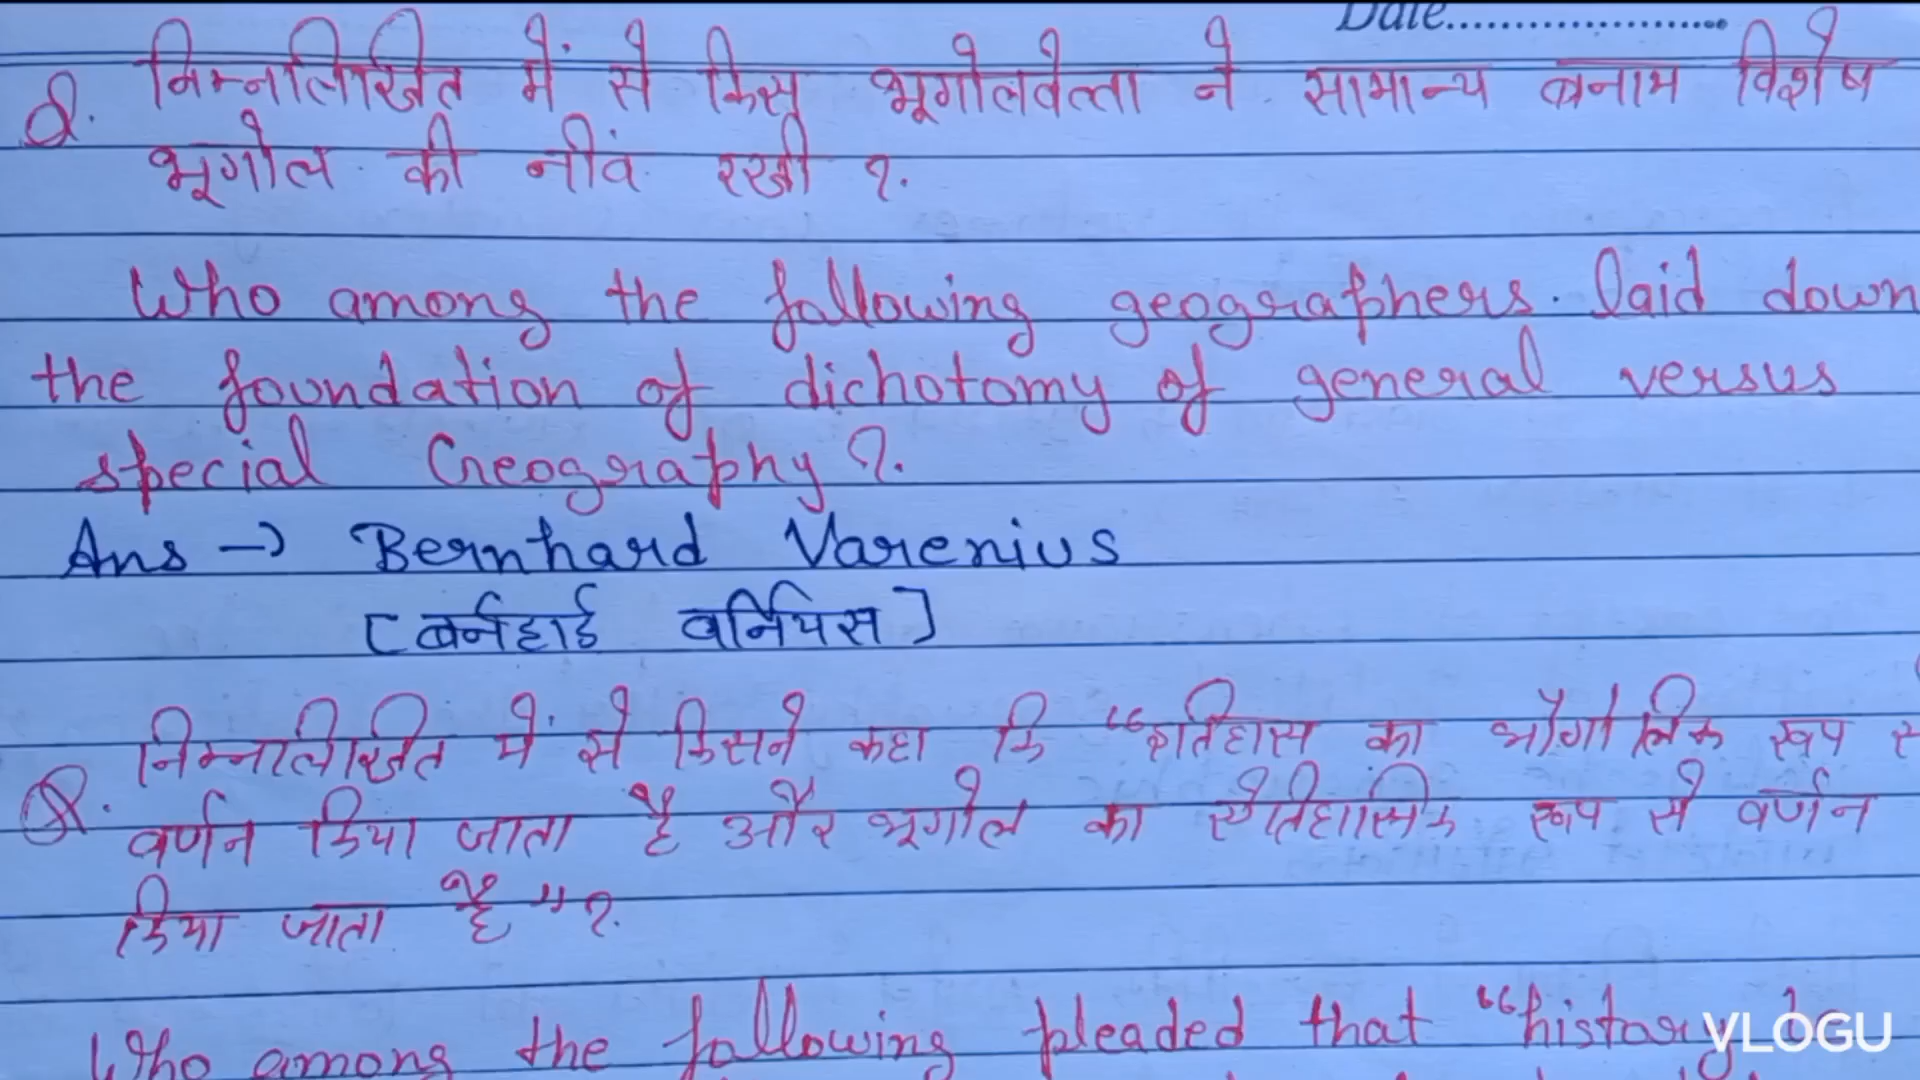 Date........................
Q. निम्नलिखित में से किस भूगोलवेत्ता ने सामान्य बनाम विशेष
भूगोल की नींव रखी ?.
Who among the following geographers. laid down
the foundation of dichotomy of general versus
special Geography ?.
Ans → Bernhard Varenius
[बर्नहार्ड वर्नियस]
निम्नलिखित में से किसने कहा कि "इतिहास का भौगोलिक रूप से
Q. वर्णन किया जाता है और भूगोल का ऐतिहासिक रूप से वर्णन
किया जाता है" ?.
Who among the following pleaded that "history be
VLOGU